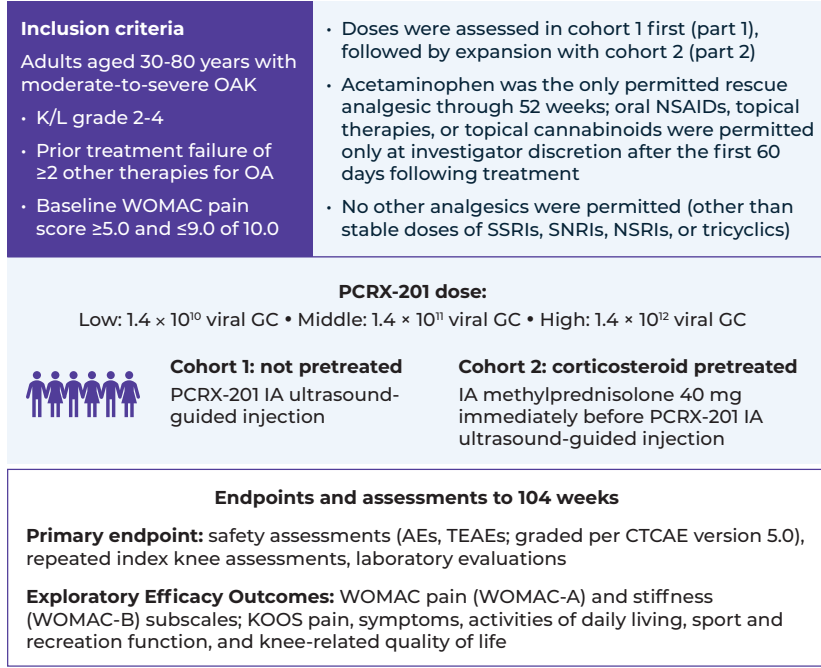 Inclusion criteria
Adults aged 30-80 years with
moderate-to-severe OAK
• K/L grade 2-4
• Prior treatment failure of
≥2 other therapies for OA
• Baseline WOMAC pain
score ≥5.0 and ≤9.0 of 10.0
• Doses were assessed in cohort 1 first (part 1),
followed by expansion with cohort 2 (part 2)
• Acetaminophen was the only permitted rescue
analgesic through 52 weeks; oral NSAIDs, topical
therapies, or topical cannabinoids were permitted
only at investigator discretion after the first 60
days following treatment
• No other analgesics were permitted (other than
stable doses of SSRIs, SNRIs, NSRIs, or tricyclics)
PCRX-201 dose:
Low: 1.4 × 10¹⁰ viral GC • Middle: 1.4 × 10¹¹ viral GC • High: 1.4 × 10¹² viral GC
Cohort 1: not pretreated
PCRX-201 IA ultrasound-
guided injection
Cohort 2: corticosteroid pretreated
IA methylprednisolone 40 mg
immediately before PCRX-201 IA
ultrasound-guided injection
Endpoints and assessments to 104 weeks
Primary endpoint: safety assessments (AEs, TEAEs; graded per CTCAE version 5.0),
repeated index knee assessments, laboratory evaluations
Exploratory Efficacy Outcomes: WOMAC pain (WOMAC-A) and stiffness
(WOMAC-B) subscales; KOOS pain, symptoms, activities of daily living, sport and
recreation function, and knee-related quality of life